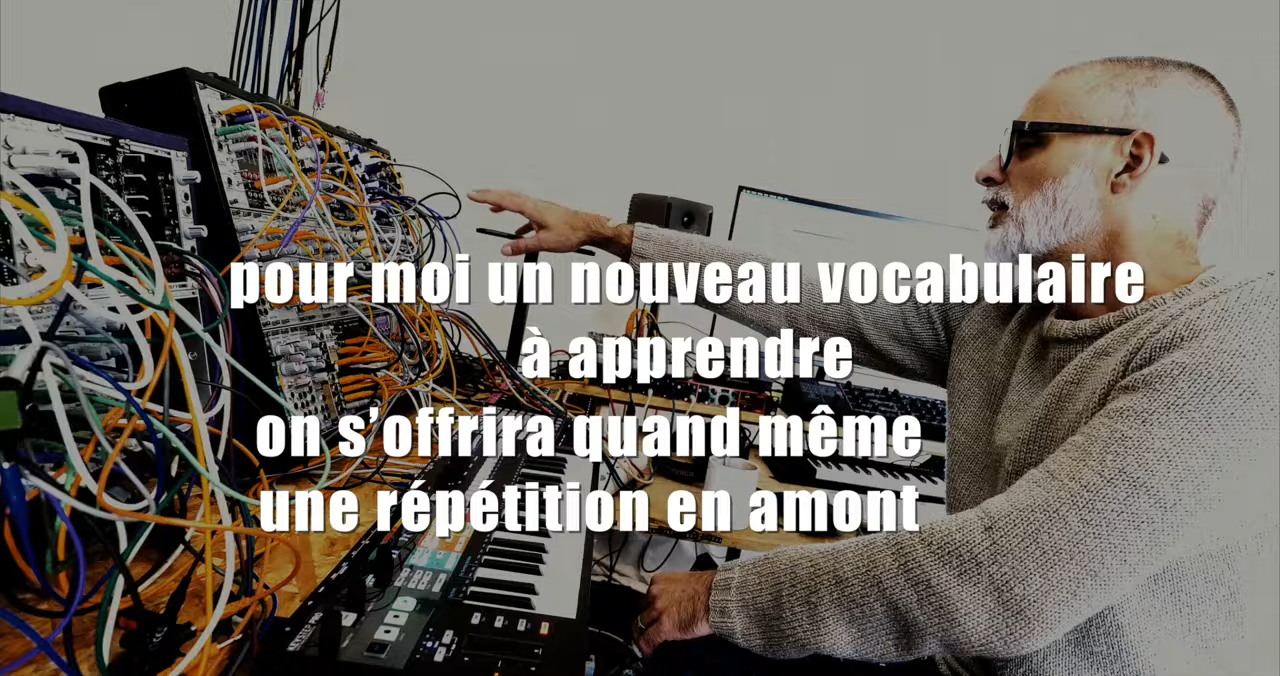 pour moi un nouveau vocabulaire
à apprendre
on s’offrira quand même
une répétition en amont